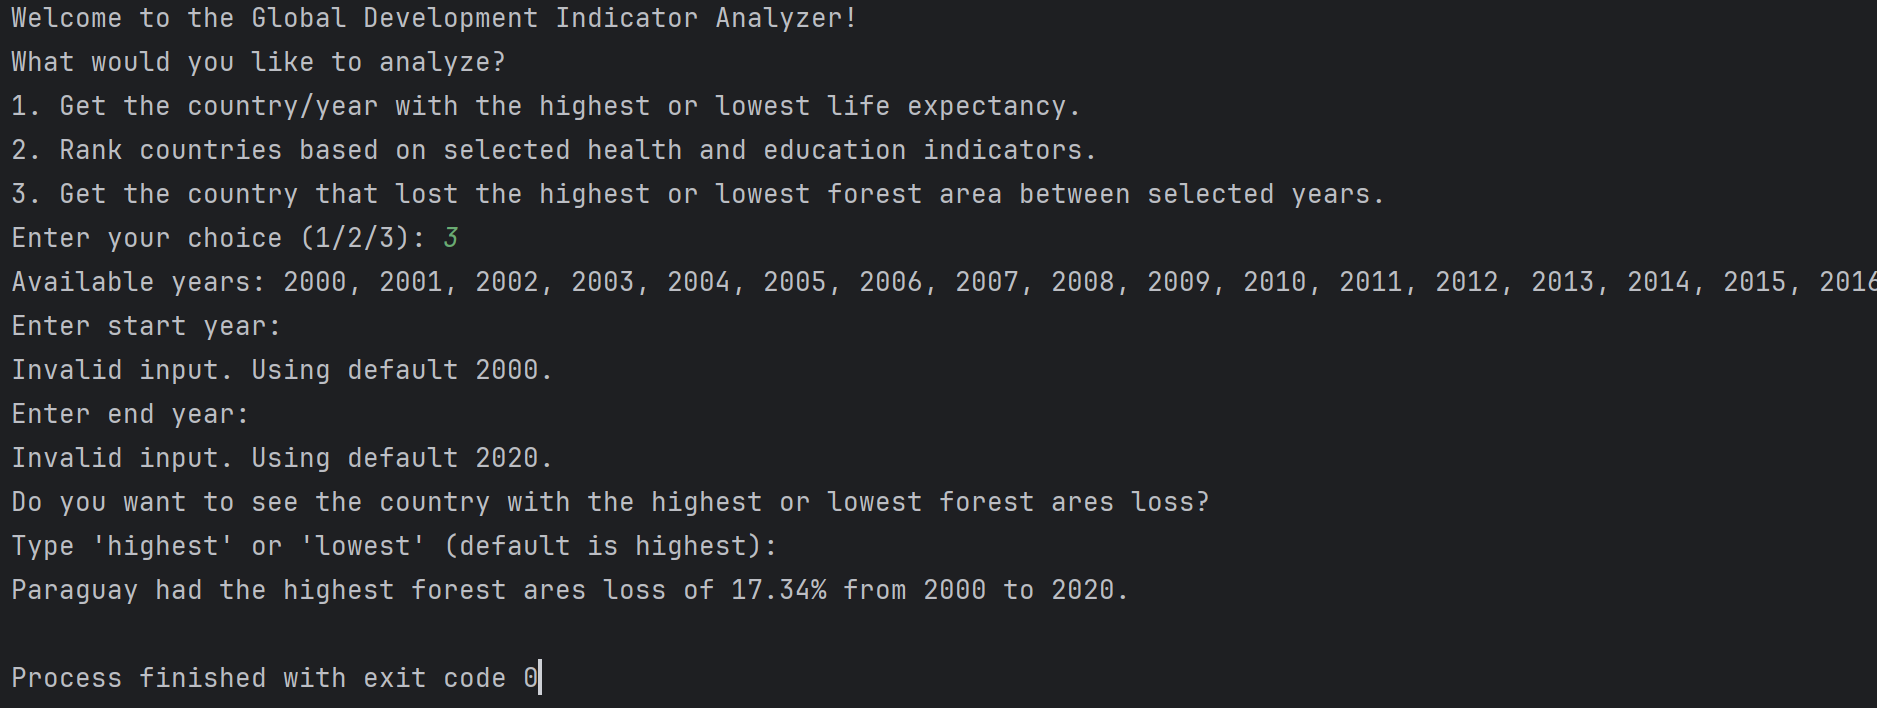 Welcome to the Global Development Indicator Analyzer!
What would you like to analyze?
1. Get the country/year with the highest or lowest life expectancy.
2. Rank countries based on selected health and education indicators.
3. Get the country that lost the highest or lowest forest area between selected years.
Enter your choice (1/2/3): 3
Available years: 2000, 2001, 2002, 2003, 2004, 2005, 2006, 2007, 2008, 2009, 2010, 2011, 2012, 2013, 2014, 2015, 2016
Enter start year:
Invalid input. Using default 2000.
Enter end year:
Invalid input. Using default 2020.
Do you want to see the country with the highest or lowest forest ares loss?
Type 'highest' or 'lowest' (default is highest):
Paraguay had the highest forest ares loss of 17.34% from 2000 to 2020.
Process finished with exit code 0